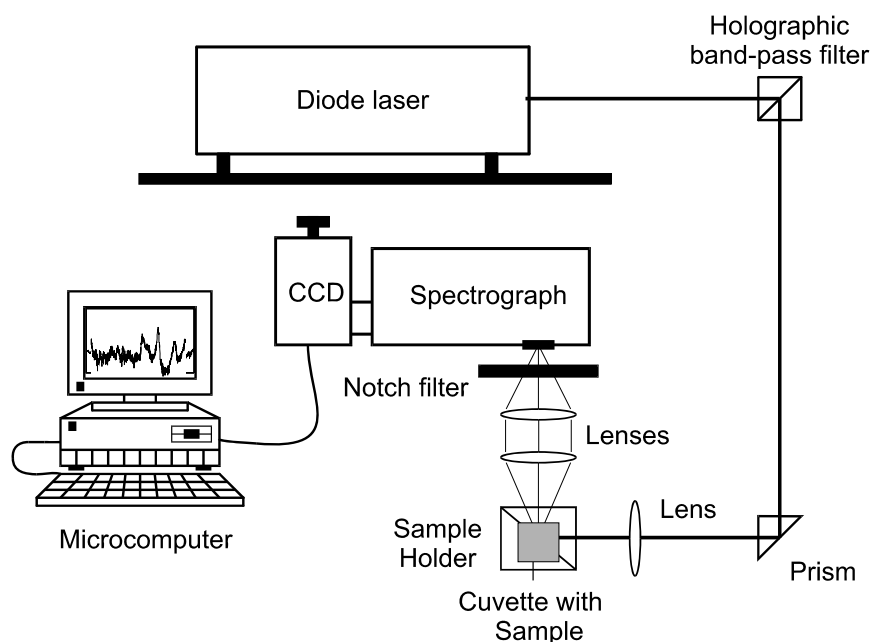 Holographic
band-pass filter
Diode laser
CCD
Spectrograph
Notch filter
Lenses
Lens
Sample
Holder
Microcomputer
Prism
Cuvette with
Sample